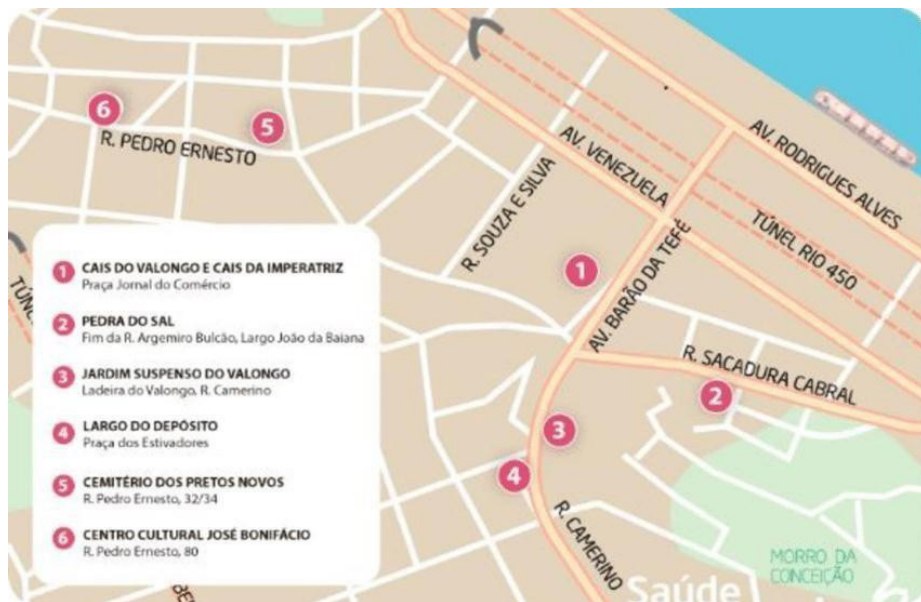 6
5
R. PEDRO ERNESTO
AV. VENEZUELA
AV. RODRIGUES ALVES
R. SOUZA E SILVA
TÚNEL RIO 450
1
AV. BARÃO DA TEFÉ
R. SACADURA CABRAL
2
3
4
R. CAMERINO
MORRO DA
CONCEIÇÃO
Saúde
1 CAIS DO VALONGO E CAIS DA IMPERATRIZ
Praça Jornal do Comércio
2 PEDRA DO SAL
Fim da R. Argemiro Bulcão, Largo João da Baiana
3 JARDIM SUSPENSO DO VALONGO
Ladeira do Valongo, R. Camerino
4 LARGO DO DEPÓSITO
Praça dos Estivadores
5 CEMITÉRIO DOS PRETOS NOVOS
R. Pedro Ernesto, 32/34
6 CENTRO CULTURAL JOSÉ BONIFÁCIO
R. Pedro Ernesto, 80